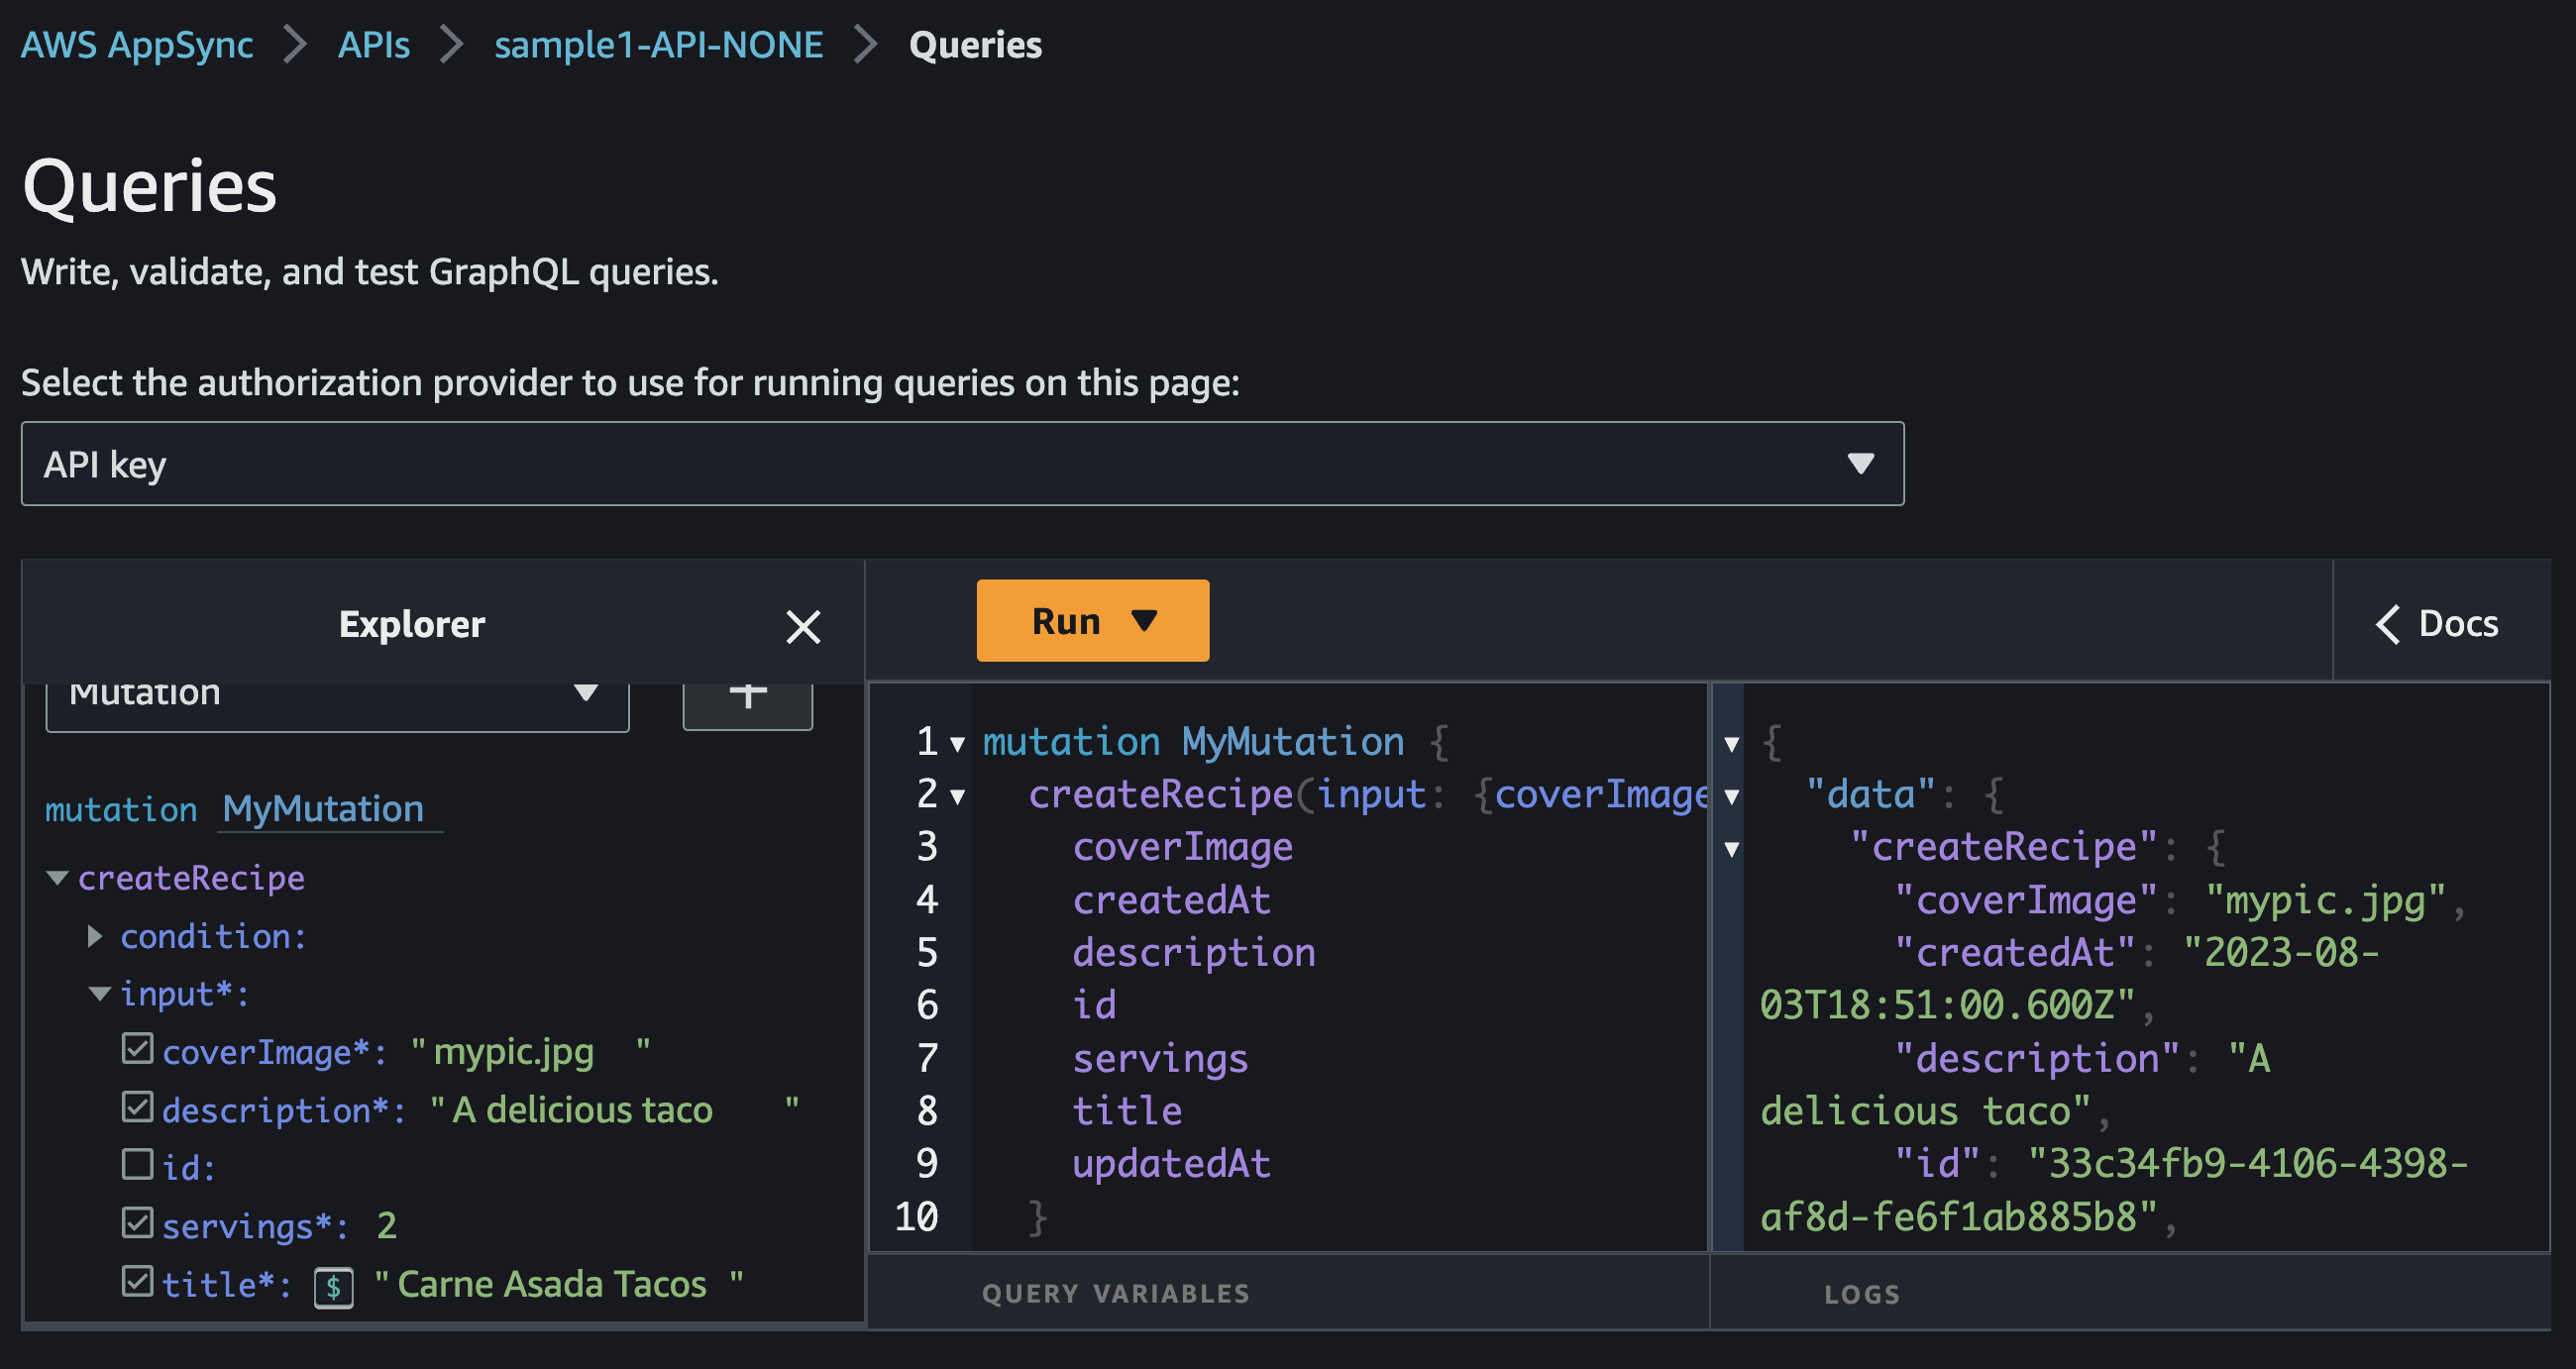 AWS AppSync > APIs > sample1-API-NONE > Queries
Queries
Write, validate, and test GraphQL queries.
Select the authorization provider to use for running queries on this page:
API key
Explorer
Run
Docs
Mutation
mutation MyMutation
createRecipe
condition:
input*:
coverImage*: "mypic.jpg "
description*: "A delicious taco "
id:
servings*: 2
title*: $ "Carne Asada Tacos "
1 mutation MyMutation {
2 createRecipe(input: {coverImage
3 coverImage
4 createdAt
5 description
6 id
7 servings
8 title
9 updatedAt
10 }
QUERY VARIABLES
{
"data": {
"createRecipe": {
"coverImage": "mypic.jpg",
"createdAt": "2023-08-
03T18:51:00.600Z",
"description": "A
delicious taco",
"id": "33c34fb9-4106-4398-
af8d-fe6f1ab885b8",
LOGS